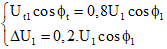 U_{t1} cos ϕ_t = 0,8U_1 cos ϕ_1
ΔU_1 = 0,2.U_1 cos ϕ_1